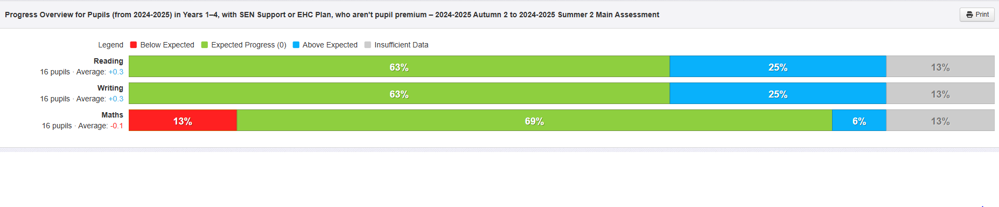 Progress Overview for Pupils (from 2024-2025) in Years 1–4, with SEN Support or EHC Plan, who aren't pupil premium – 2024-2025 Autumn 2 to 2024-2025 Summer 2 Main Assessment
Print
Legend Below Expected Expected Progress (0) Above Expected Insufficient Data
Reading
16 pupils · Average: +0.3
63% 25% 13%
Writing
16 pupils · Average: +0.3
63% 25% 13%
Maths
16 pupils · Average: -0.1
13% 69% 6% 13%